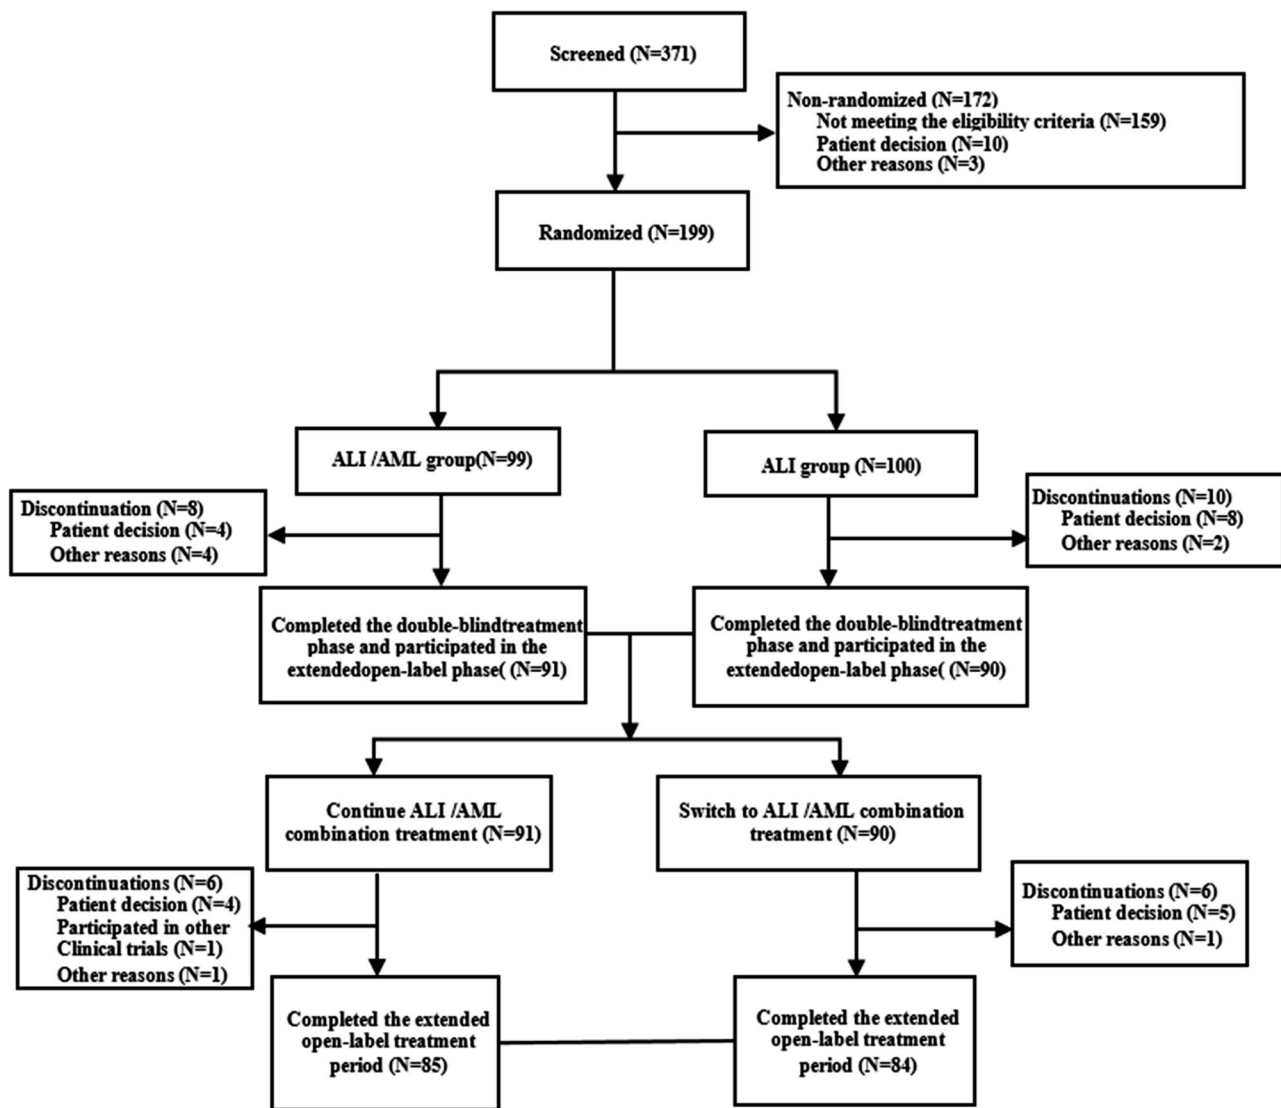 Screened (N=371)
Non-randomized (N=172)
Not meeting the eligibility criteria (N=159)
Patient decision (N=10)
Other reasons (N=3)
Randomized (N=199)
ALI /AML group(N=99)
ALI group (N=100)
Discontinuation (N=8)
Patient decision (N=4)
Other reasons (N=4)
Discontinuations (N=10)
Patient decision (N=8)
Other reasons (N=2)
Completed the double-blindtreatment
phase and participated in the
extendedopen-label phase( (N=91)
Completed the double-blindtreatment
phase and participated in the
extendedopen-label phase( (N=90)
Continue ALI /AML
combination treatment (N=91)
Switch to ALI /AML combination
treatment (N=90)
Discontinuations (N=6)
Patient decision (N=4)
Participated in other
Clinical trials (N=1)
Other reasons (N=1)
Discontinuations (N=6)
Patient decision (N=5)
Other reasons (N=1)
Completed the extended
open-label treatment
period (N=85)
Completed the extended
open-label treatment
period (N=84)